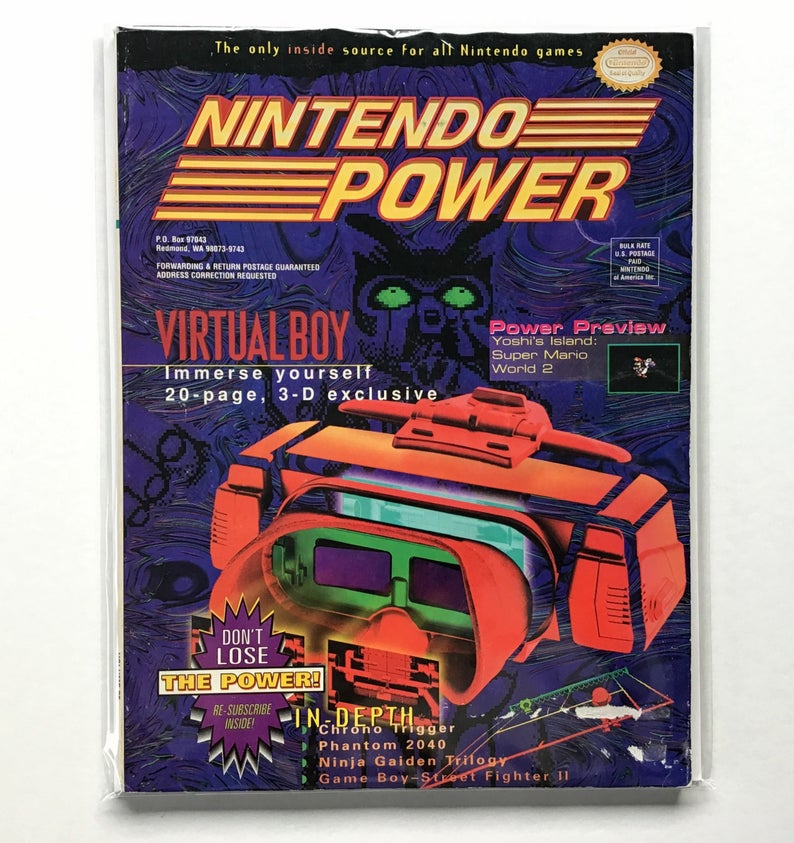 The only inside source for all Nintendo games
Official
Nintendo
Seal of Quality
NINTENDO
POWER
P.O. Box 97043
Redmond, WA 98073-9743
FORWARDING & RETURN POSTAGE GUARANTEED
ADDRESS CORRECTION REQUESTED
BULK RATE
U.S. POSTAGE
PAID
NINTENDO
of America Inc.
VIRTUAL BOY
Immerse yourself
20-page, 3-D exclusive
Power Preview
Yoshi's Island:
Super Mario
World 2
DON'T
LOSE
THE POWER!
RE-SUBSCRIBE
INSIDE!
IN-DEPTH
Chrono Trigger
Phantom 2040
Ninja Gaiden Trilogy
Game Boy-Street Fighter II